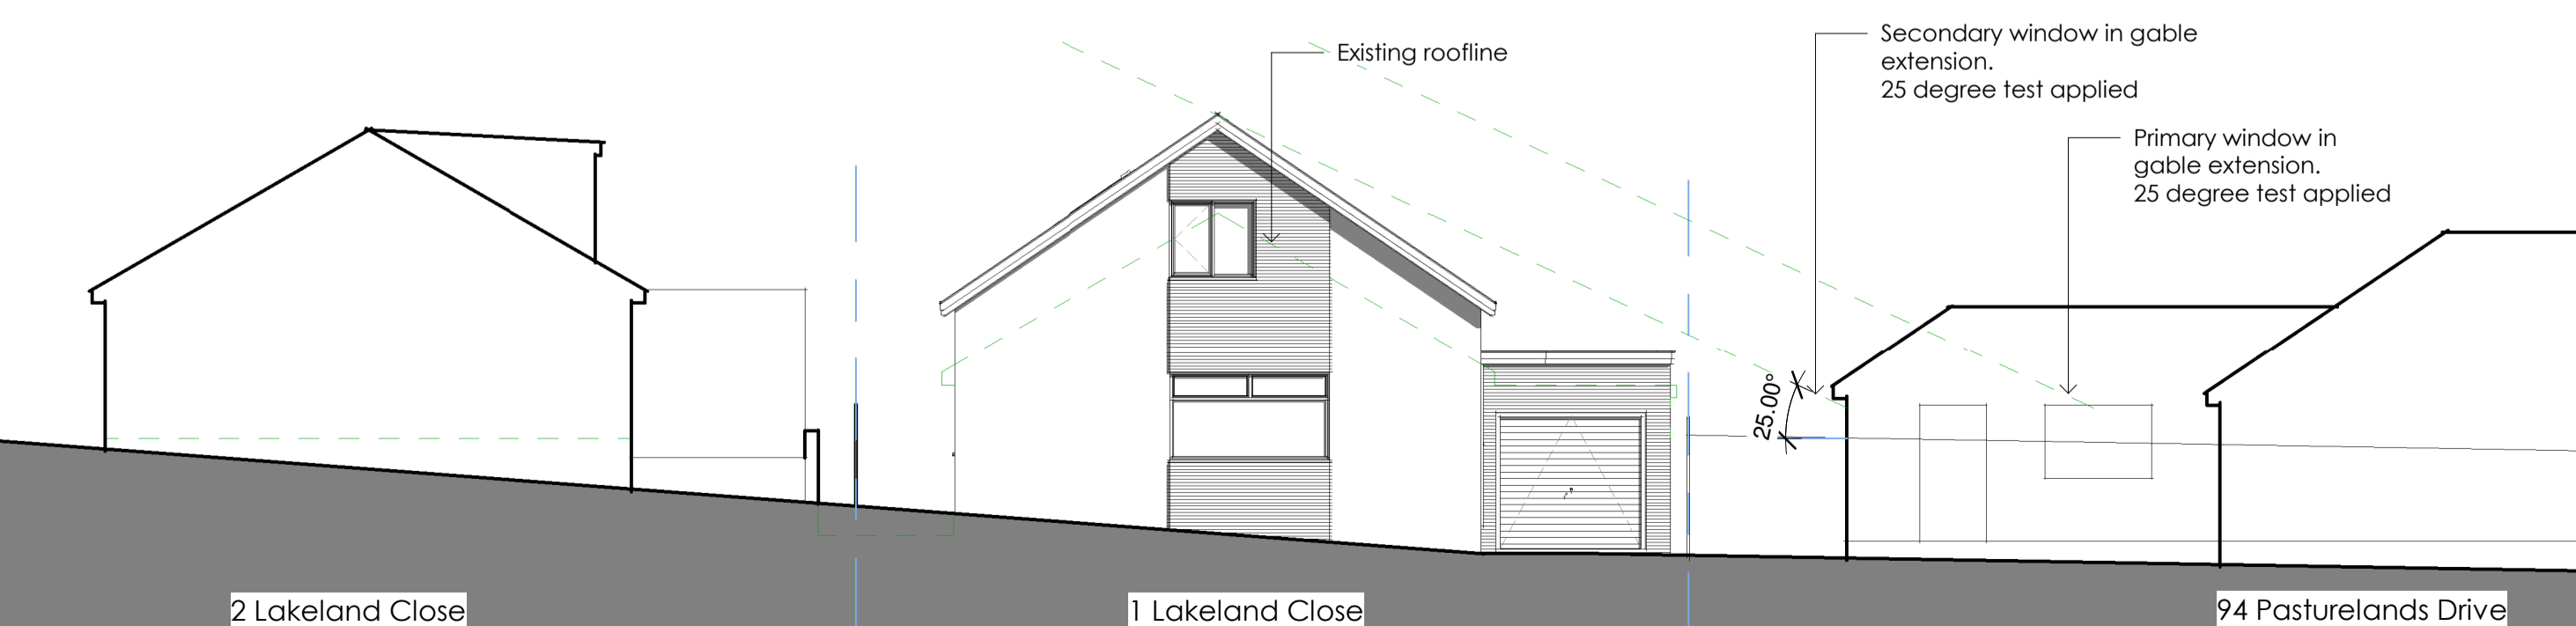 Existing roofline
Secondary window in gable
extension.
25 degree test applied
Primary window in
gable extension.
25 degree test applied
25.00°
2 Lakeland Close
1 Lakeland Close
94 Pasturelands Drive